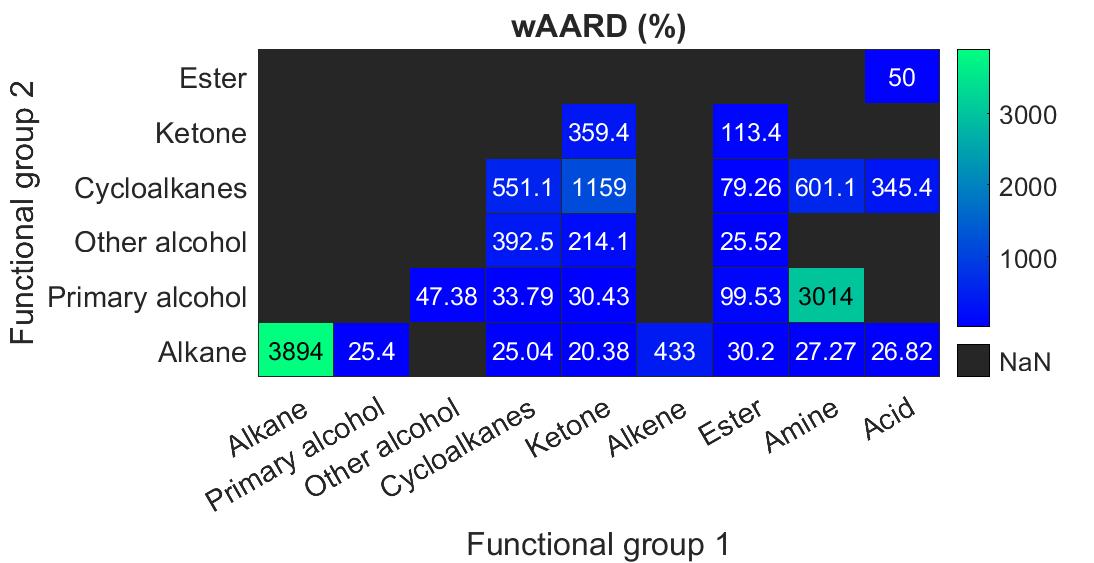 wAARD (%)
Functional group 2
Ester 50
Ketone 359.4 113.4
Cycloalkanes 551.1 1159 79.26 601.1 345.4
Other alcohol 392.5 214.1 25.52
Primary alcohol 47.38 33.79 30.43 99.53 3014
Alkane 3894 25.4 25.04 20.38 433 30.2 27.27 26.82
Alkane Primary alcohol Other alcohol Cycloalkanes Ketone Alkene Ester Amine Acid
Functional group 1
3000
2000
1000
NaN